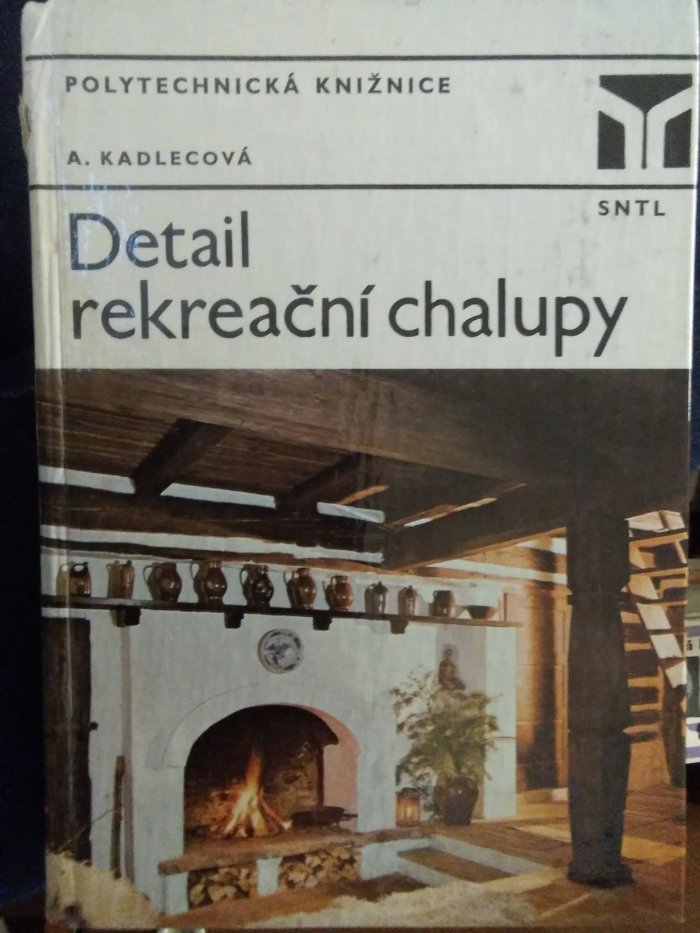 POLYTECHNICKÁ KNIŽNICE
A. KADLECOVÁ
SNTL
Detail
rekreační chalupy